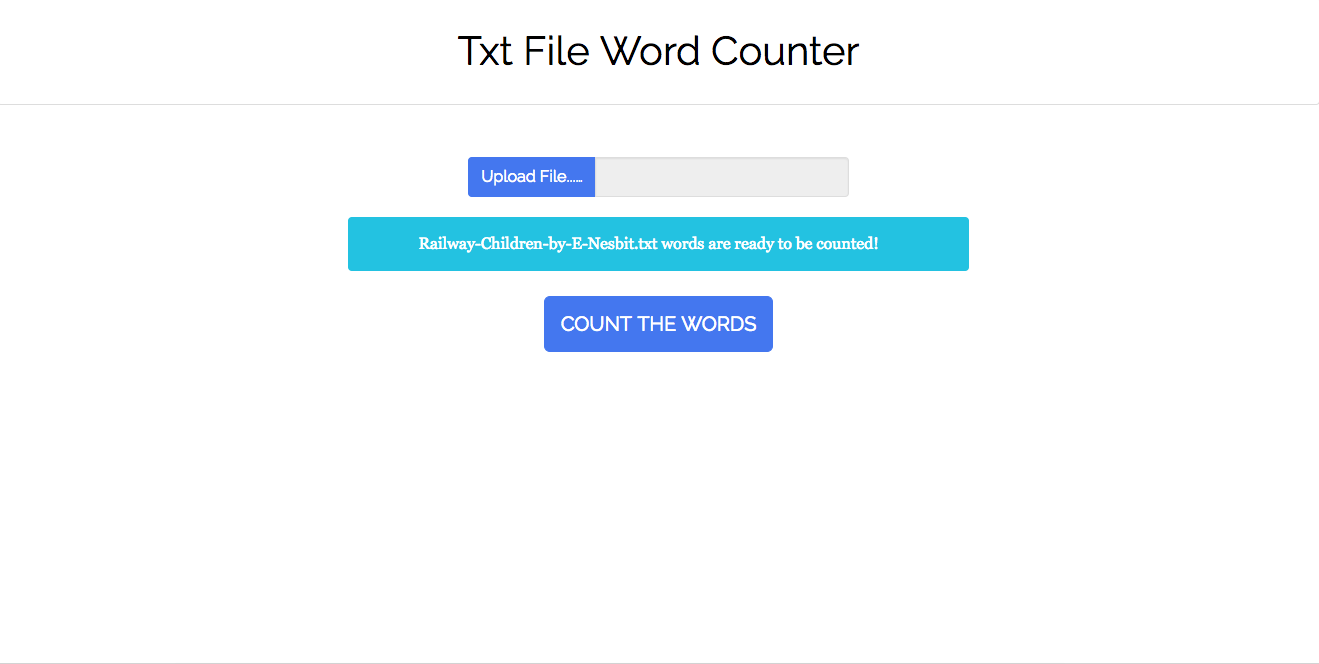 Txt File Word Counter
Upload File......
Railway-Children-by-E-Nesbit.txt words are ready to be counted!
COUNT THE WORDS